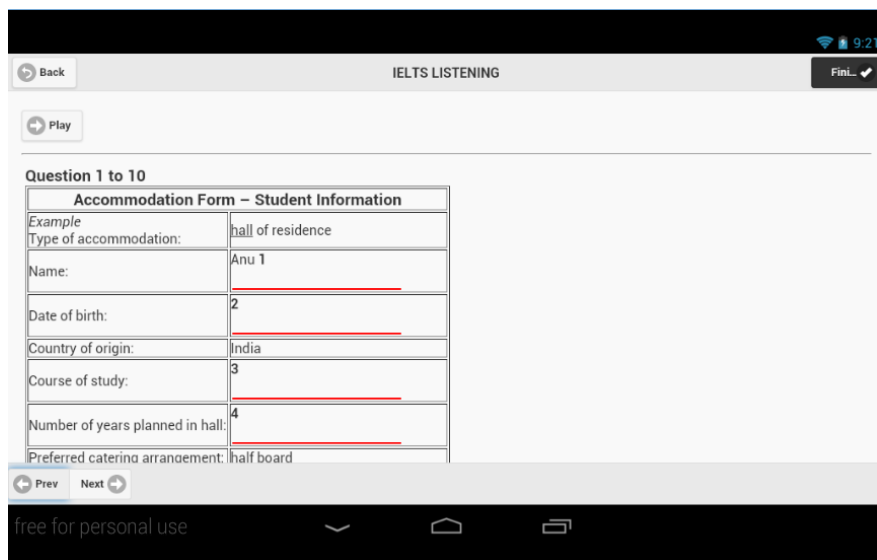 9:21
Back IELTS LISTENING Fini...
Play
Question 1 to 10
Accommodation Form – Student Information
Example
Type of accommodation: hall of residence
Name: Anu 1
Date of birth: 2
Country of origin: India
Course of study: 3
Number of years planned in hall: 4
Preferred catering arrangement: half board
Prev Next
free for personal use